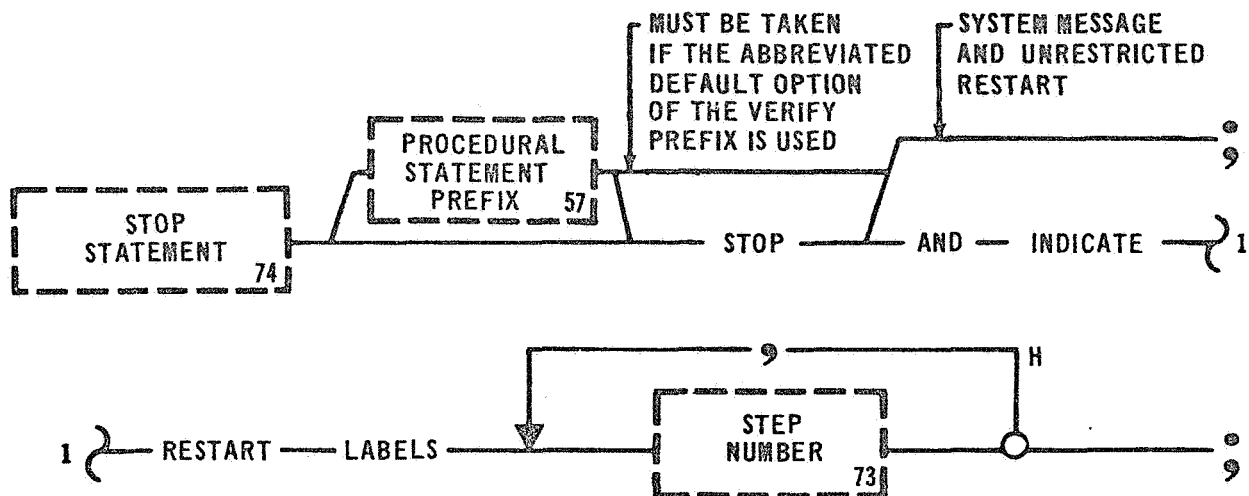 MUST BE TAKEN
IF THE ABBREVIATED
DEFAULT OPTION
OF THE VERIFY
PREFIX IS USED
SYSTEM MESSAGE
AND UNRESTRICTED
RESTART
PROCEDURAL
STATEMENT
PREFIX 57
;
STOP
STATEMENT
74
STOP AND INDICATE 1
, H
1 RESTART LABELS
STEP
NUMBER
73
;